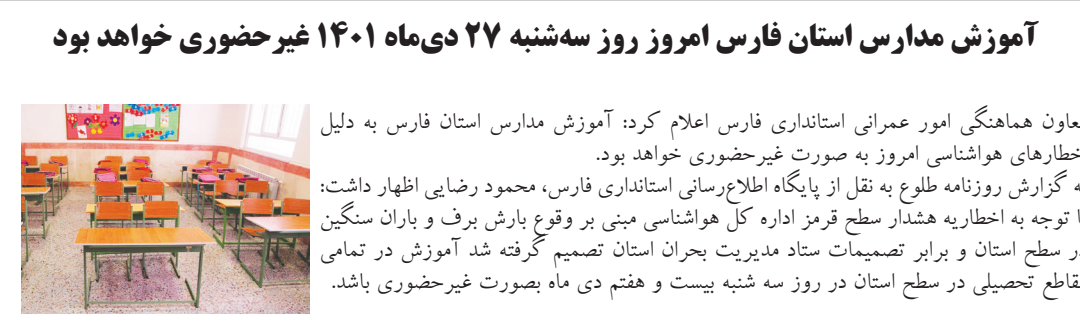 آموزش مدارس استان فارس امروز روز سه‌شنبه ۲۷ دی‌ماه ۱۴۰۱ غیرحضوری خواهد بود
معاون هماهنگی امور عمرانی استانداری فارس اعلام کرد: آموزش مدارس استان فارس به دلیل
اخطارهای هواشناسی امروز به صورت غیرحضوری خواهد بود.
به گزارش روزنامه طلوع به نقل از پایگاه اطلاع‌رسانی استانداری فارس، محمود رضایی اظهار داشت:
با توجه به اخطاریه هشدار سطح قرمز اداره کل هواشناسی مبنی بر وقوع بارش برف و باران سنگین
در سطح استان و برابر تصمیمات ستاد مدیریت بحران استان تصمیم گرفته شد آموزش در تمامی
مقاطع تحصیلی در سطح استان در روز سه شنبه بیست و هفتم دی ماه بصورت غیرحضوری باشد.